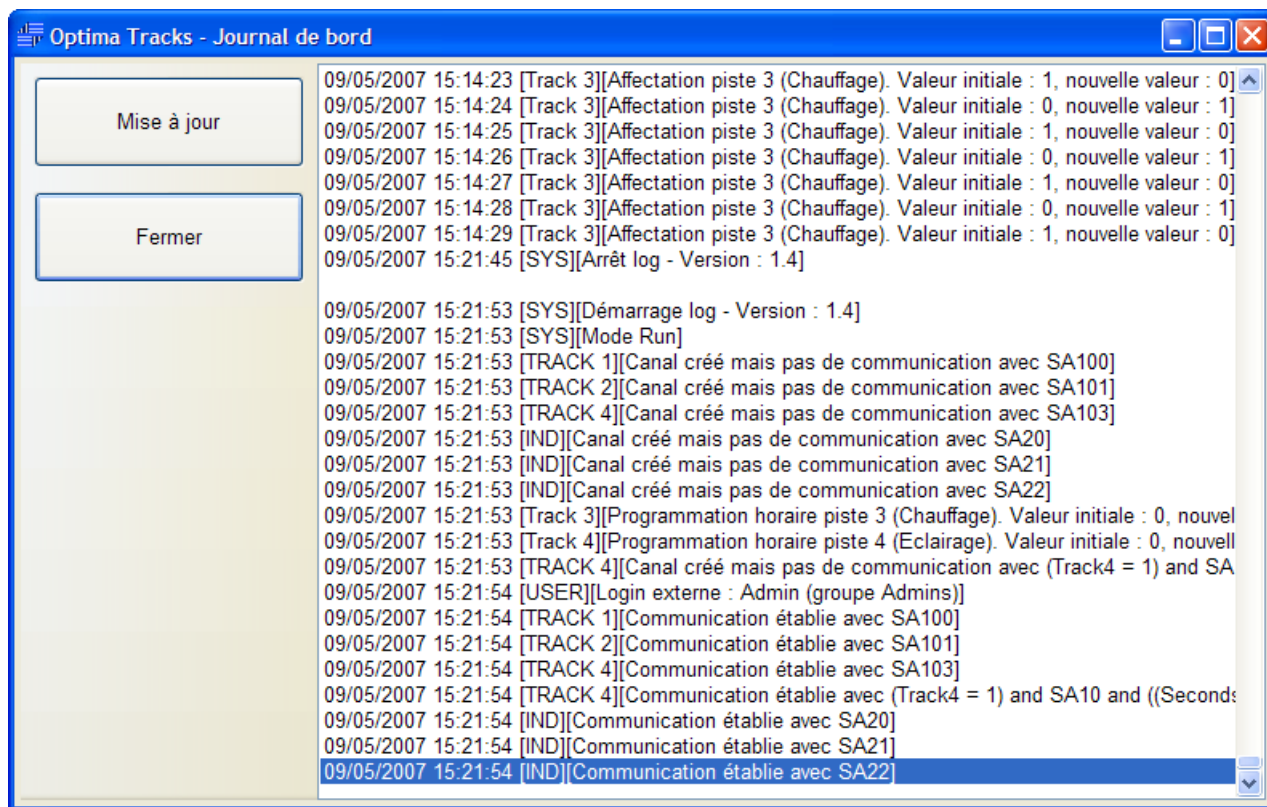 Optima Tracks - Journal de bord
Mise à jour
Fermer
09/05/2007 15:14:23 [Track 3][Affectation piste 3 (Chauffage). Valeur initiale : 1, nouvelle valeur : 0]
09/05/2007 15:14:24 [Track 3][Affectation piste 3 (Chauffage). Valeur initiale : 0, nouvelle valeur : 1]
09/05/2007 15:14:25 [Track 3][Affectation piste 3 (Chauffage). Valeur initiale : 1, nouvelle valeur : 0]
09/05/2007 15:14:26 [Track 3][Affectation piste 3 (Chauffage). Valeur initiale : 0, nouvelle valeur : 1]
09/05/2007 15:14:27 [Track 3][Affectation piste 3 (Chauffage). Valeur initiale : 1, nouvelle valeur : 0]
09/05/2007 15:14:28 [Track 3][Affectation piste 3 (Chauffage). Valeur initiale : 0, nouvelle valeur : 1]
09/05/2007 15:14:29 [Track 3][Affectation piste 3 (Chauffage). Valeur initiale : 1, nouvelle valeur : 0]
09/05/2007 15:21:45 [SYS][Arrêt log - Version : 1.4]
09/05/2007 15:21:53 [SYS][Démarrage log - Version : 1.4]
09/05/2007 15:21:53 [SYS][Mode Run]
09/05/2007 15:21:53 [TRACK 1][Canal créé mais pas de communication avec SA100]
09/05/2007 15:21:53 [TRACK 2][Canal créé mais pas de communication avec SA101]
09/05/2007 15:21:53 [TRACK 4][Canal créé mais pas de communication avec SA103]
09/05/2007 15:21:53 [IND][Canal créé mais pas de communication avec SA20]
09/05/2007 15:21:53 [IND][Canal créé mais pas de communication avec SA21]
09/05/2007 15:21:53 [IND][Canal créé mais pas de communication avec SA22]
09/05/2007 15:21:53 [Track 3][Programmation horaire piste 3 (Chauffage). Valeur initiale : 0, nouvel
09/05/2007 15:21:53 [Track 4][Programmation horaire piste 4 (Eclairage). Valeur initiale : 0, nouvell
09/05/2007 15:21:53 [TRACK 4][Canal créé mais pas de communication avec (Track4 = 1) and SA
09/05/2007 15:21:54 [USER][Login externe : Admin (groupe Admins)]
09/05/2007 15:21:54 [TRACK 1][Communication établie avec SA100]
09/05/2007 15:21:54 [TRACK 2][Communication établie avec SA101]
09/05/2007 15:21:54 [TRACK 4][Communication établie avec SA103]
09/05/2007 15:21:54 [TRACK 4][Communication établie avec (Track4 = 1) and SA10 and ((Seconds
09/05/2007 15:21:54 [IND][Communication établie avec SA20]
09/05/2007 15:21:54 [IND][Communication établie avec SA21]
09/05/2007 15:21:54 [IND][Communication établie avec SA22]